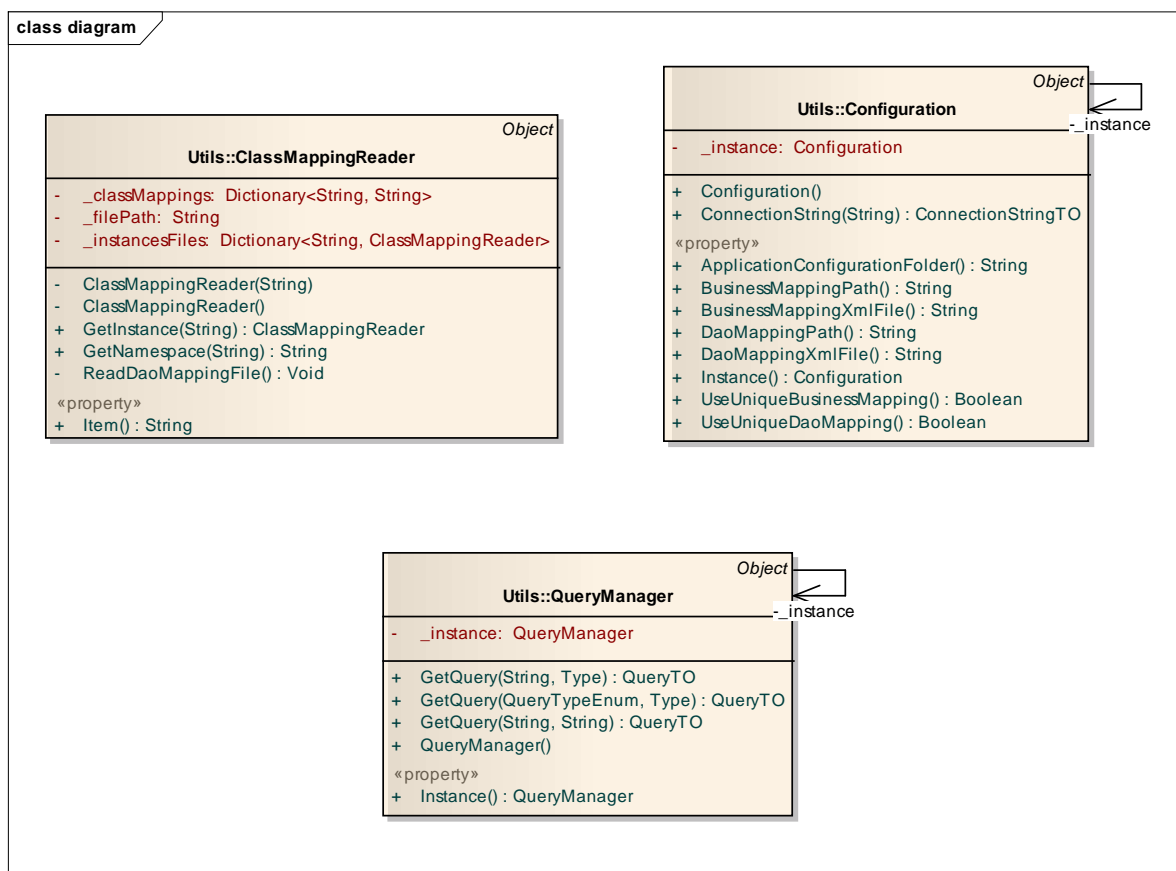 class diagram
Object
Utils::ClassMappingReader
- _classMappings: Dictionary<String, String>
- _filePath: String
- _instancesFiles: Dictionary<String, ClassMappingReader>
- ClassMappingReader(String)
- ClassMappingReader()
+ GetInstance(String) : ClassMappingReader
+ GetNamespace(String) : String
- ReadDaoMappingFile() : Void
«property»
+ Item() : String
Object
Utils::Configuration
-_instance
- _instance: Configuration
+ Configuration()
+ ConnectionString(String) : ConnectionStringTO
«property»
+ ApplicationConfigurationFolder() : String
+ BusinessMappingPath() : String
+ BusinessMappingXmlFile() : String
+ DaoMappingPath() : String
+ DaoMappingXmlFile() : String
+ Instance() : Configuration
+ UseUniqueBusinessMapping() : Boolean
+ UseUniqueDaoMapping() : Boolean
Object
Utils::QueryManager
-_instance
- _instance: QueryManager
+ GetQuery(String, Type) : QueryTO
+ GetQuery(QueryTypeEnum, Type) : QueryTO
+ GetQuery(String, String) : QueryTO
+ QueryManager()
«property»
+ Instance() : QueryManager